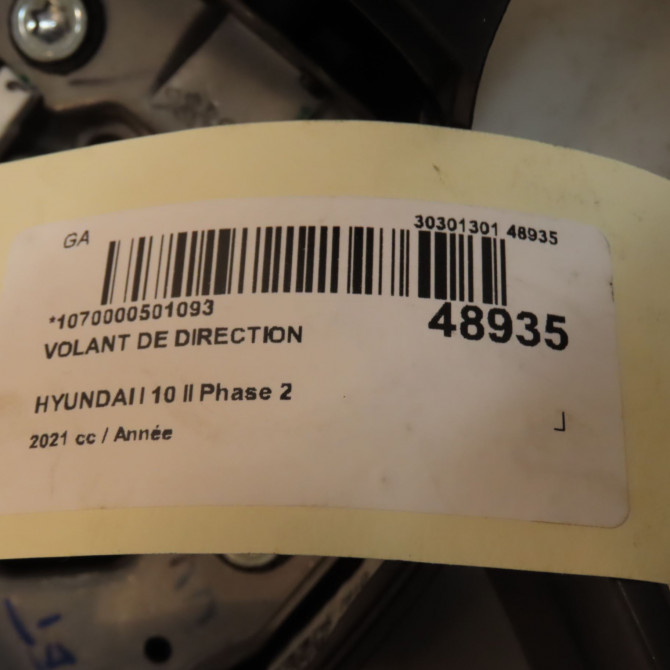 GA
30301301 48935
*1070000501093
48935
VOLANT DE DIRECTION
HYUNDAI I 10 II Phase 2
2021 cc / Année